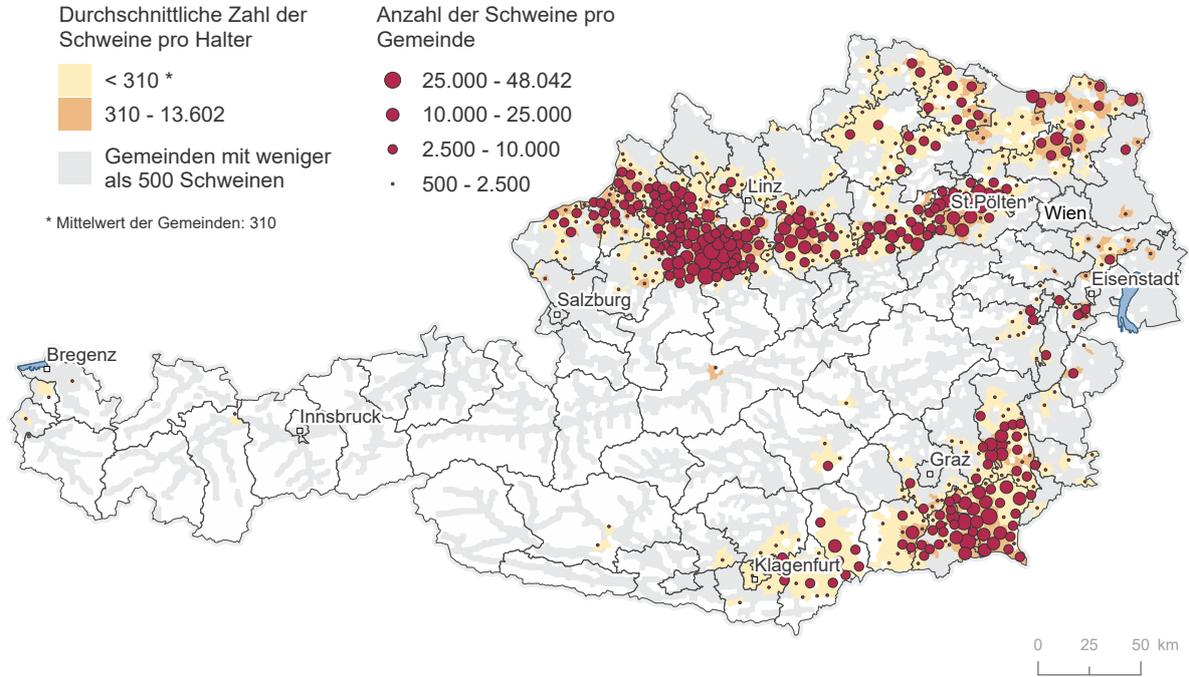 Durchschnittliche Zahl der
Schweine pro Halter
< 310 *
310 - 13.602
Gemeinden mit weniger
als 500 Schweinen
* Mittelwert der Gemeinden: 310
Anzahl der Schweine pro
Gemeinde
25.000 - 48.042
10.000 - 25.000
2.500 - 10.000
500 - 2.500
Linz
St.Pölten
Wien
Eisenstadt
Salzburg
Bregenz
Innsbruck
Graz
Klagenfurt
0 25 50 km